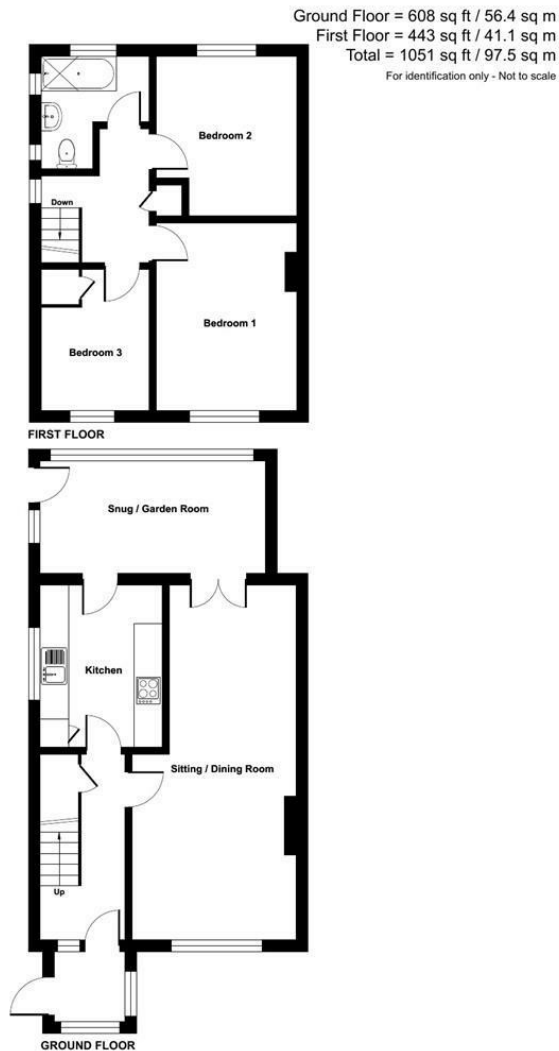 Ground Floor = 608 sq ft / 56.4 sq m
First Floor = 443 sq ft / 41.1 sq m
Total = 1051 sq ft / 97.5 sq m
For identification only - Not to scale
Bedroom 2
Down
Bedroom 1
Bedroom 3
FIRST FLOOR
Snug / Garden Room
Kitchen
Sitting / Dining Room
Up
GROUND FLOOR